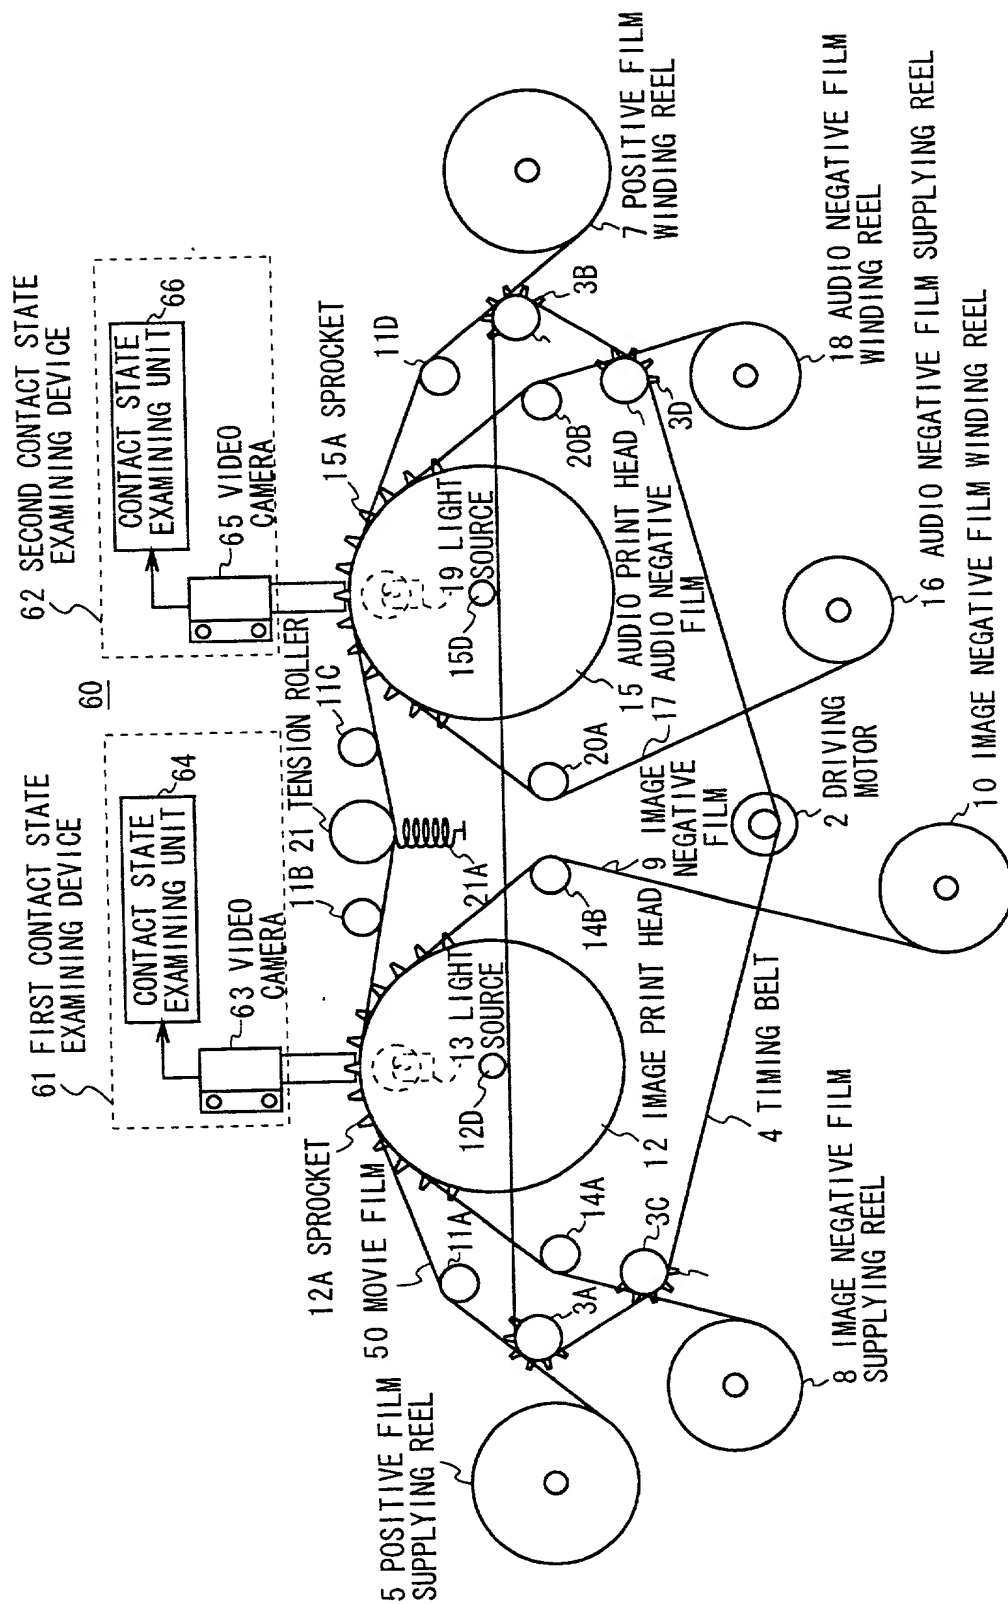 60
61 FIRST CONTACT STATE
EXAMINING DEVICE
62 SECOND CONTACT STATE
EXAMINING DEVICE
CONTACT STATE
EXAMINING UNIT
64
63 VIDEO
CAMERA
CONTACT STATE
EXAMINING UNIT
66
65 VIDEO
CAMERA
12A SPROCKET
11B
21 TENSION ROLLER
11C
15A SPROCKET
50 MOVIE FILM
11A
11D
5 POSITIVE FILM
SUPPLYING REEL
7 POSITIVE FILM
WINDING REEL
13 LIGHT
SOURCE
12D
21A
19 LIGHT
SOURCE
15D
3A
3B
14A
14B
20A
20B
3C
3D
12 IMAGE PRINT HEAD
9 IMAGE
NEGATIVE
FILM
15 AUDIO PRINT HEAD
17 AUDIO NEGATIVE
FILM
4 TIMING BELT
2 DRIVING
MOTOR
8 IMAGE NEGATIVE FILM
SUPPLYING REEL
18 AUDIO NEGATIVE FILM
WINDING REEL
16 AUDIO NEGATIVE FILM SUPPLYING REEL
10 IMAGE NEGATIVE FILM WINDING REEL